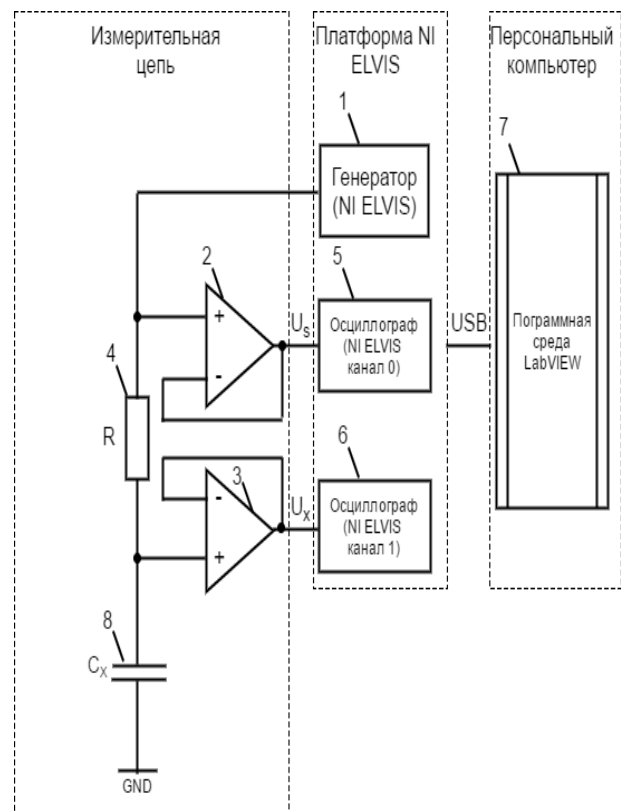 Измерительная
цепь
Платформа NI
ELVIS
Персональный
компьютер
1
Генератор
(NI ELVIS)
7
2
5
+
Us
Осциллограф
(NI ELVIS
канал 0)
USB
Пограммная
среда
LabVIEW
4
-
R
6
-
3
Ux
Осциллограф
(NI ELVIS
канал 1)
+
8
Cx
GND